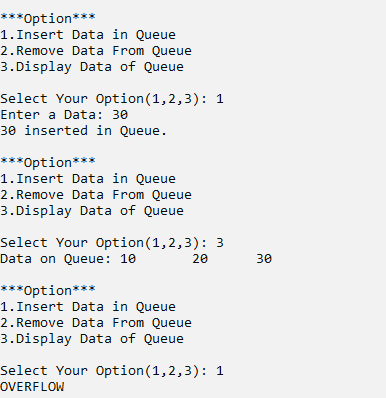 ***Option***
1.Insert Data in Queue
2.Remove Data From Queue
3.Display Data of Queue
Select Your Option(1,2,3): 1
Enter a Data: 30
30 inserted in Queue.
***Option***
1.Insert Data in Queue
2.Remove Data From Queue
3.Display Data of Queue
Select Your Option(1,2,3): 3
Data on Queue: 10       20      30
***Option***
1.Insert Data in Queue
2.Remove Data From Queue
3.Display Data of Queue
Select Your Option(1,2,3): 1
OVERFLOW